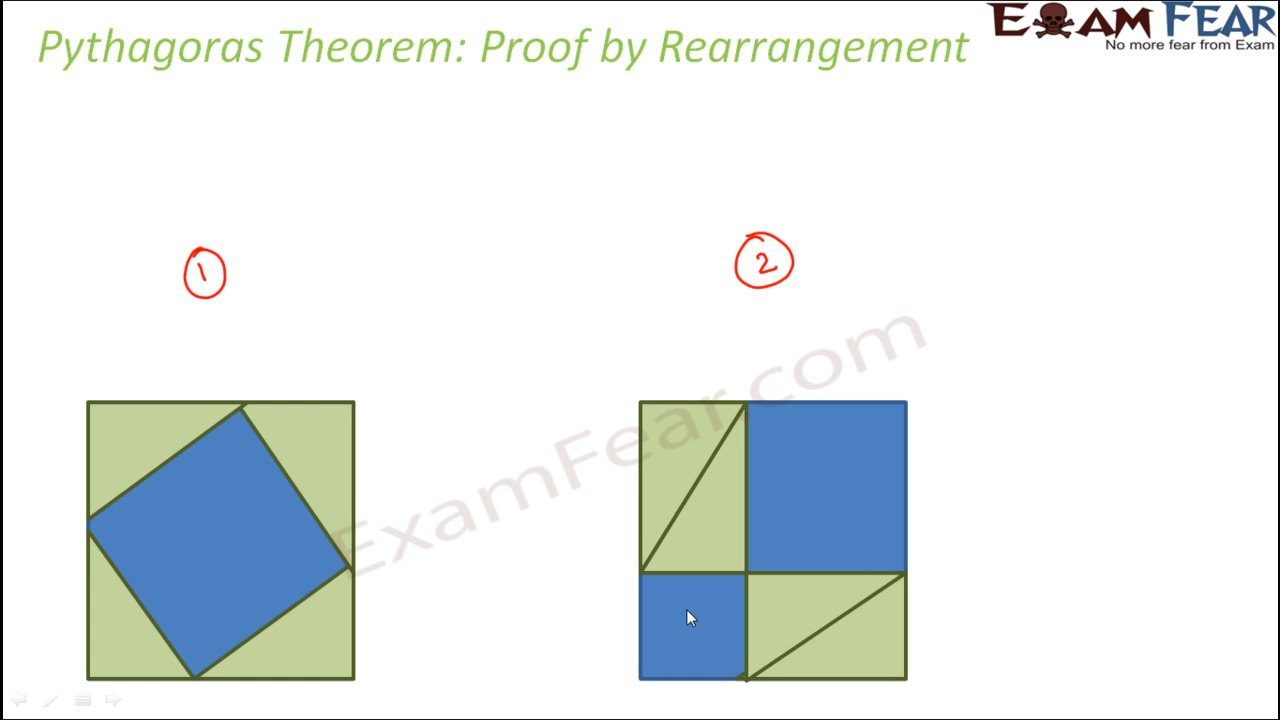 Pythagoras Theorem: Proof by Rearrangement
EXAM FEAR
No more fear from Exam
1
2
ExamFear.com